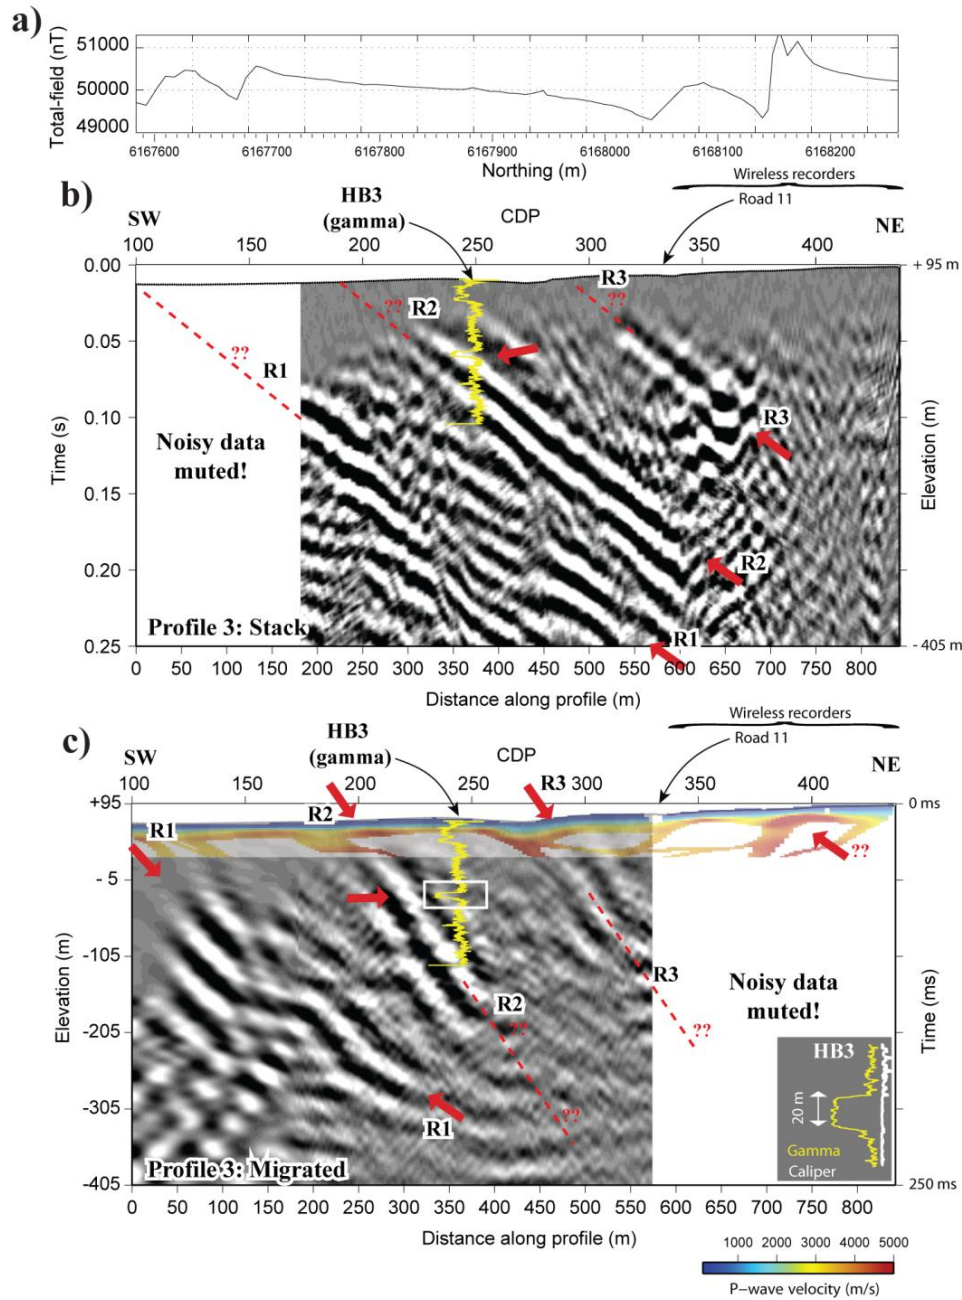 a)
51000
50000
49000
Total-field (nT)
6167600 6167700 6167800 6167900 6168000 6168100 6168200
Northing (m)
b)
Wireless recorders
Road 11
HB3
(gamma)
CDP
SW
NE
100 150 200 250 300 350 400
0.00
0.05
0.10
0.15
0.20
0.25
Time (s)
+ 95 m
- 405 m
Elevation (m)
R3
??
??
R2
??
R1
R3
Noisy data
muted!
R2
R1
Profile 3: Stack
0 50 100 150 200 250 300 350 400 450 500 550 600 650 700 750 800
Distance along profile (m)
c)
Wireless recorders
Road 11
HB3
(gamma)
CDP
SW
NE
100 150 200 250 300 350 400
+95
- 5
-105
-205
-305
-405
Elevation (m)
0 ms
250 ms
Time (ms)
R3
R2
R1
??
R3
R2
??
??
Noisy data
muted!
??
R1
HB3
20 m
Gamma
Caliper
Profile 3: Migrated
0 50 100 150 200 250 300 350 400 450 500 550 600 650 700 750 800
Distance along profile (m)
1000 2000 3000 4000 5000
P-wave velocity (m/s)